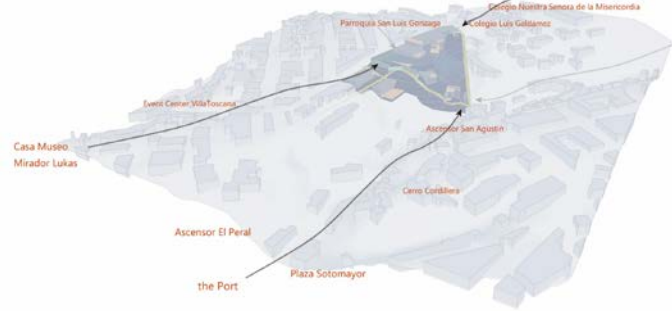 Colegio Nuestra Senora de la Misericordia
Parroquia San Luis Gonzaga
Colegio Luis Galdamez
Event Center VillaToscana
Ascensor San Agustin
Casa Museo
Mirador Lukas
Cerro Cordillera
Ascensor El Peral
Plaza Sotomayor
the Port